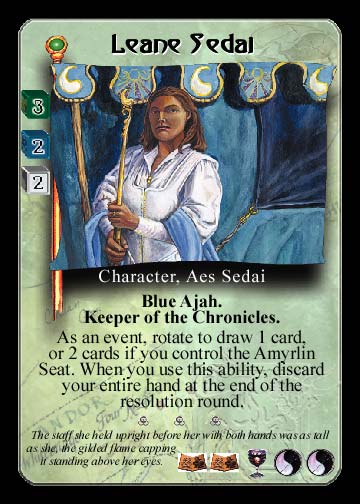 Leane Sedai
3
2
2
Character, Aes Sedai
Blue Ajah.
Keeper of the Chronicles.
As an event, rotate to draw 1 card,
or 2 cards if you control the Amyrlin
Seat. When you use this ability, discard
your entire hand at the end of the
resolution round.
The staff she held upright before her with both hands was as tall
as she, the gilded flame capping
it standing above her eyes.